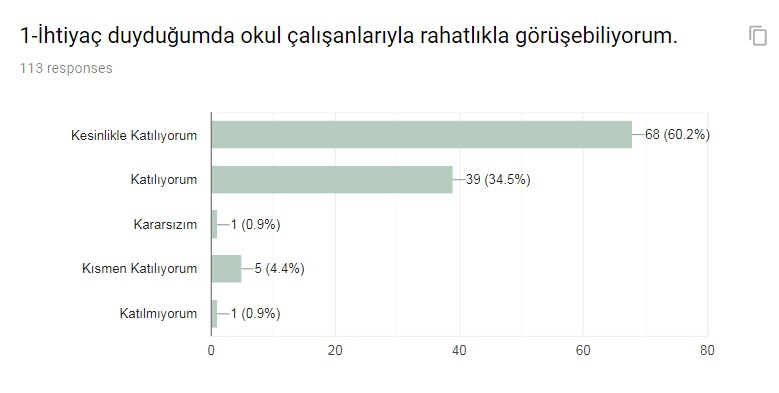 1-İhtiyaç duyduğumda okul çalışanlarıyla rahatlıkla görüşebiliyorum.
113 responses
Kesinlikle Katılıyorum 68 (60.2%)
Katılıyorum 39 (34.5%)
Kararsızım 1 (0.9%)
Kısmen Katılıyorum 5 (4.4%)
Katılmıyorum 1 (0.9%)
0 20 40 60 80